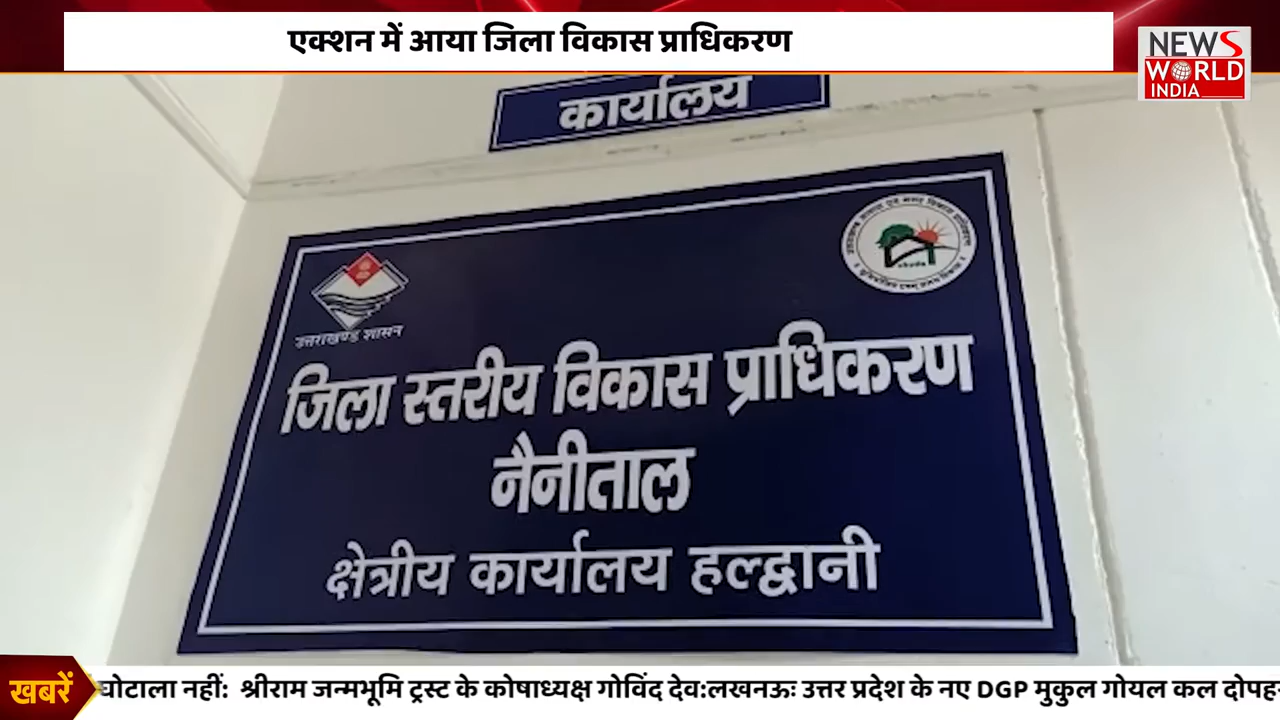 एक्शन में आया जिला विकास प्राधिकरण
NEWS
WORLD
INDIA
कार्यालय
उत्तराखण्ड शासन
जिला स्तरीय विकास प्राधिकरण
नैनीताल
क्षेत्रीय कार्यालय हल्द्वानी
खबरें
घोटाला नहीं: श्रीराम जन्मभूमि ट्रस्ट के कोषाध्यक्ष गोविंद देव:लखनऊः उत्तर प्रदेश के नए DGP मुकुल गोयल कल